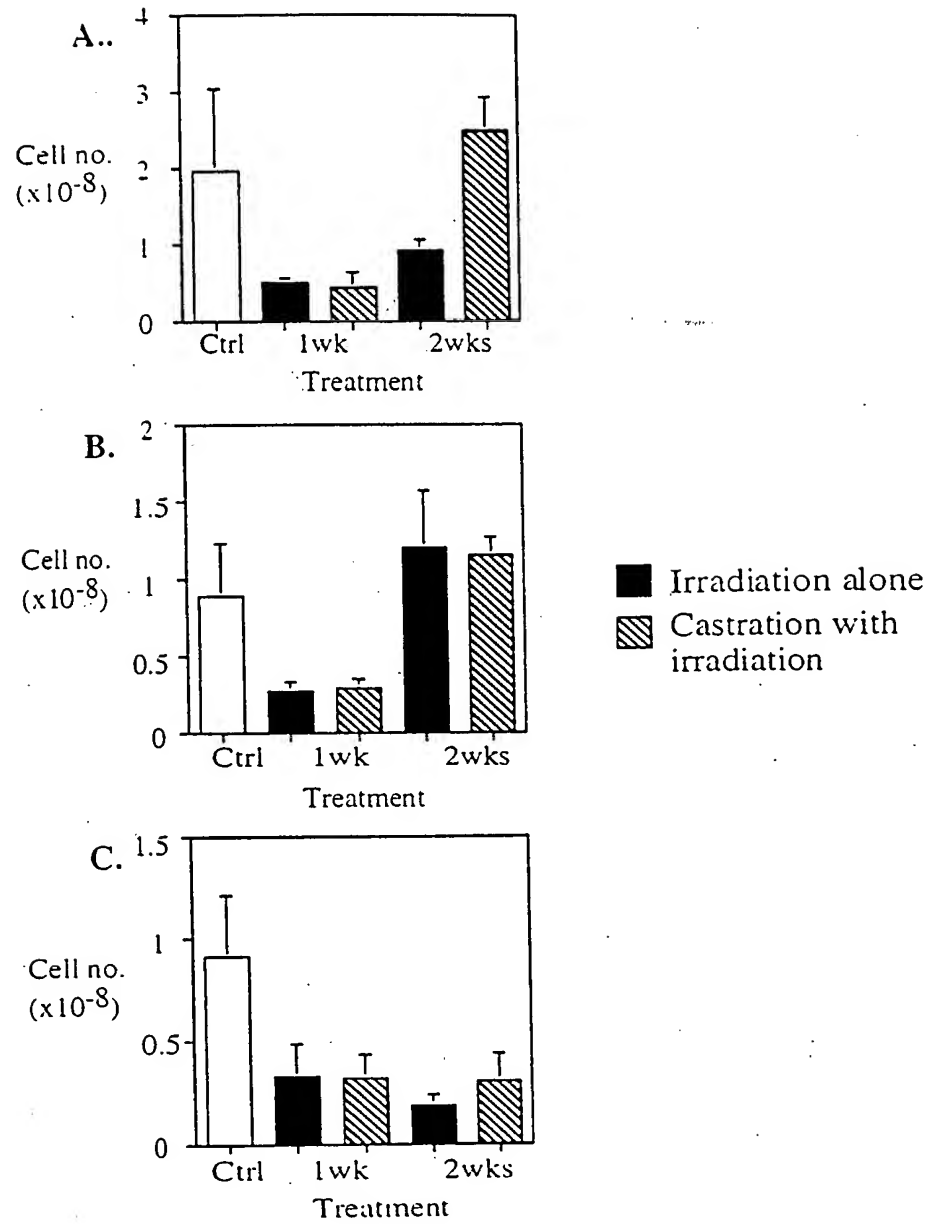 A..
4
3
2
1
0
Cell no.
(x10-8)
Ctrl 1wk 2wks
Treatment
B.
2
1.5
1
0.5
0
Cell no.
(x10-8)
Ctrl 1wk 2wks
Treatment
Irradiation alone
Castration with
irradiation
C.
1.5
1
0.5
0
Cell no.
(x10-8)
Ctrl 1wk 2wks
Treatment